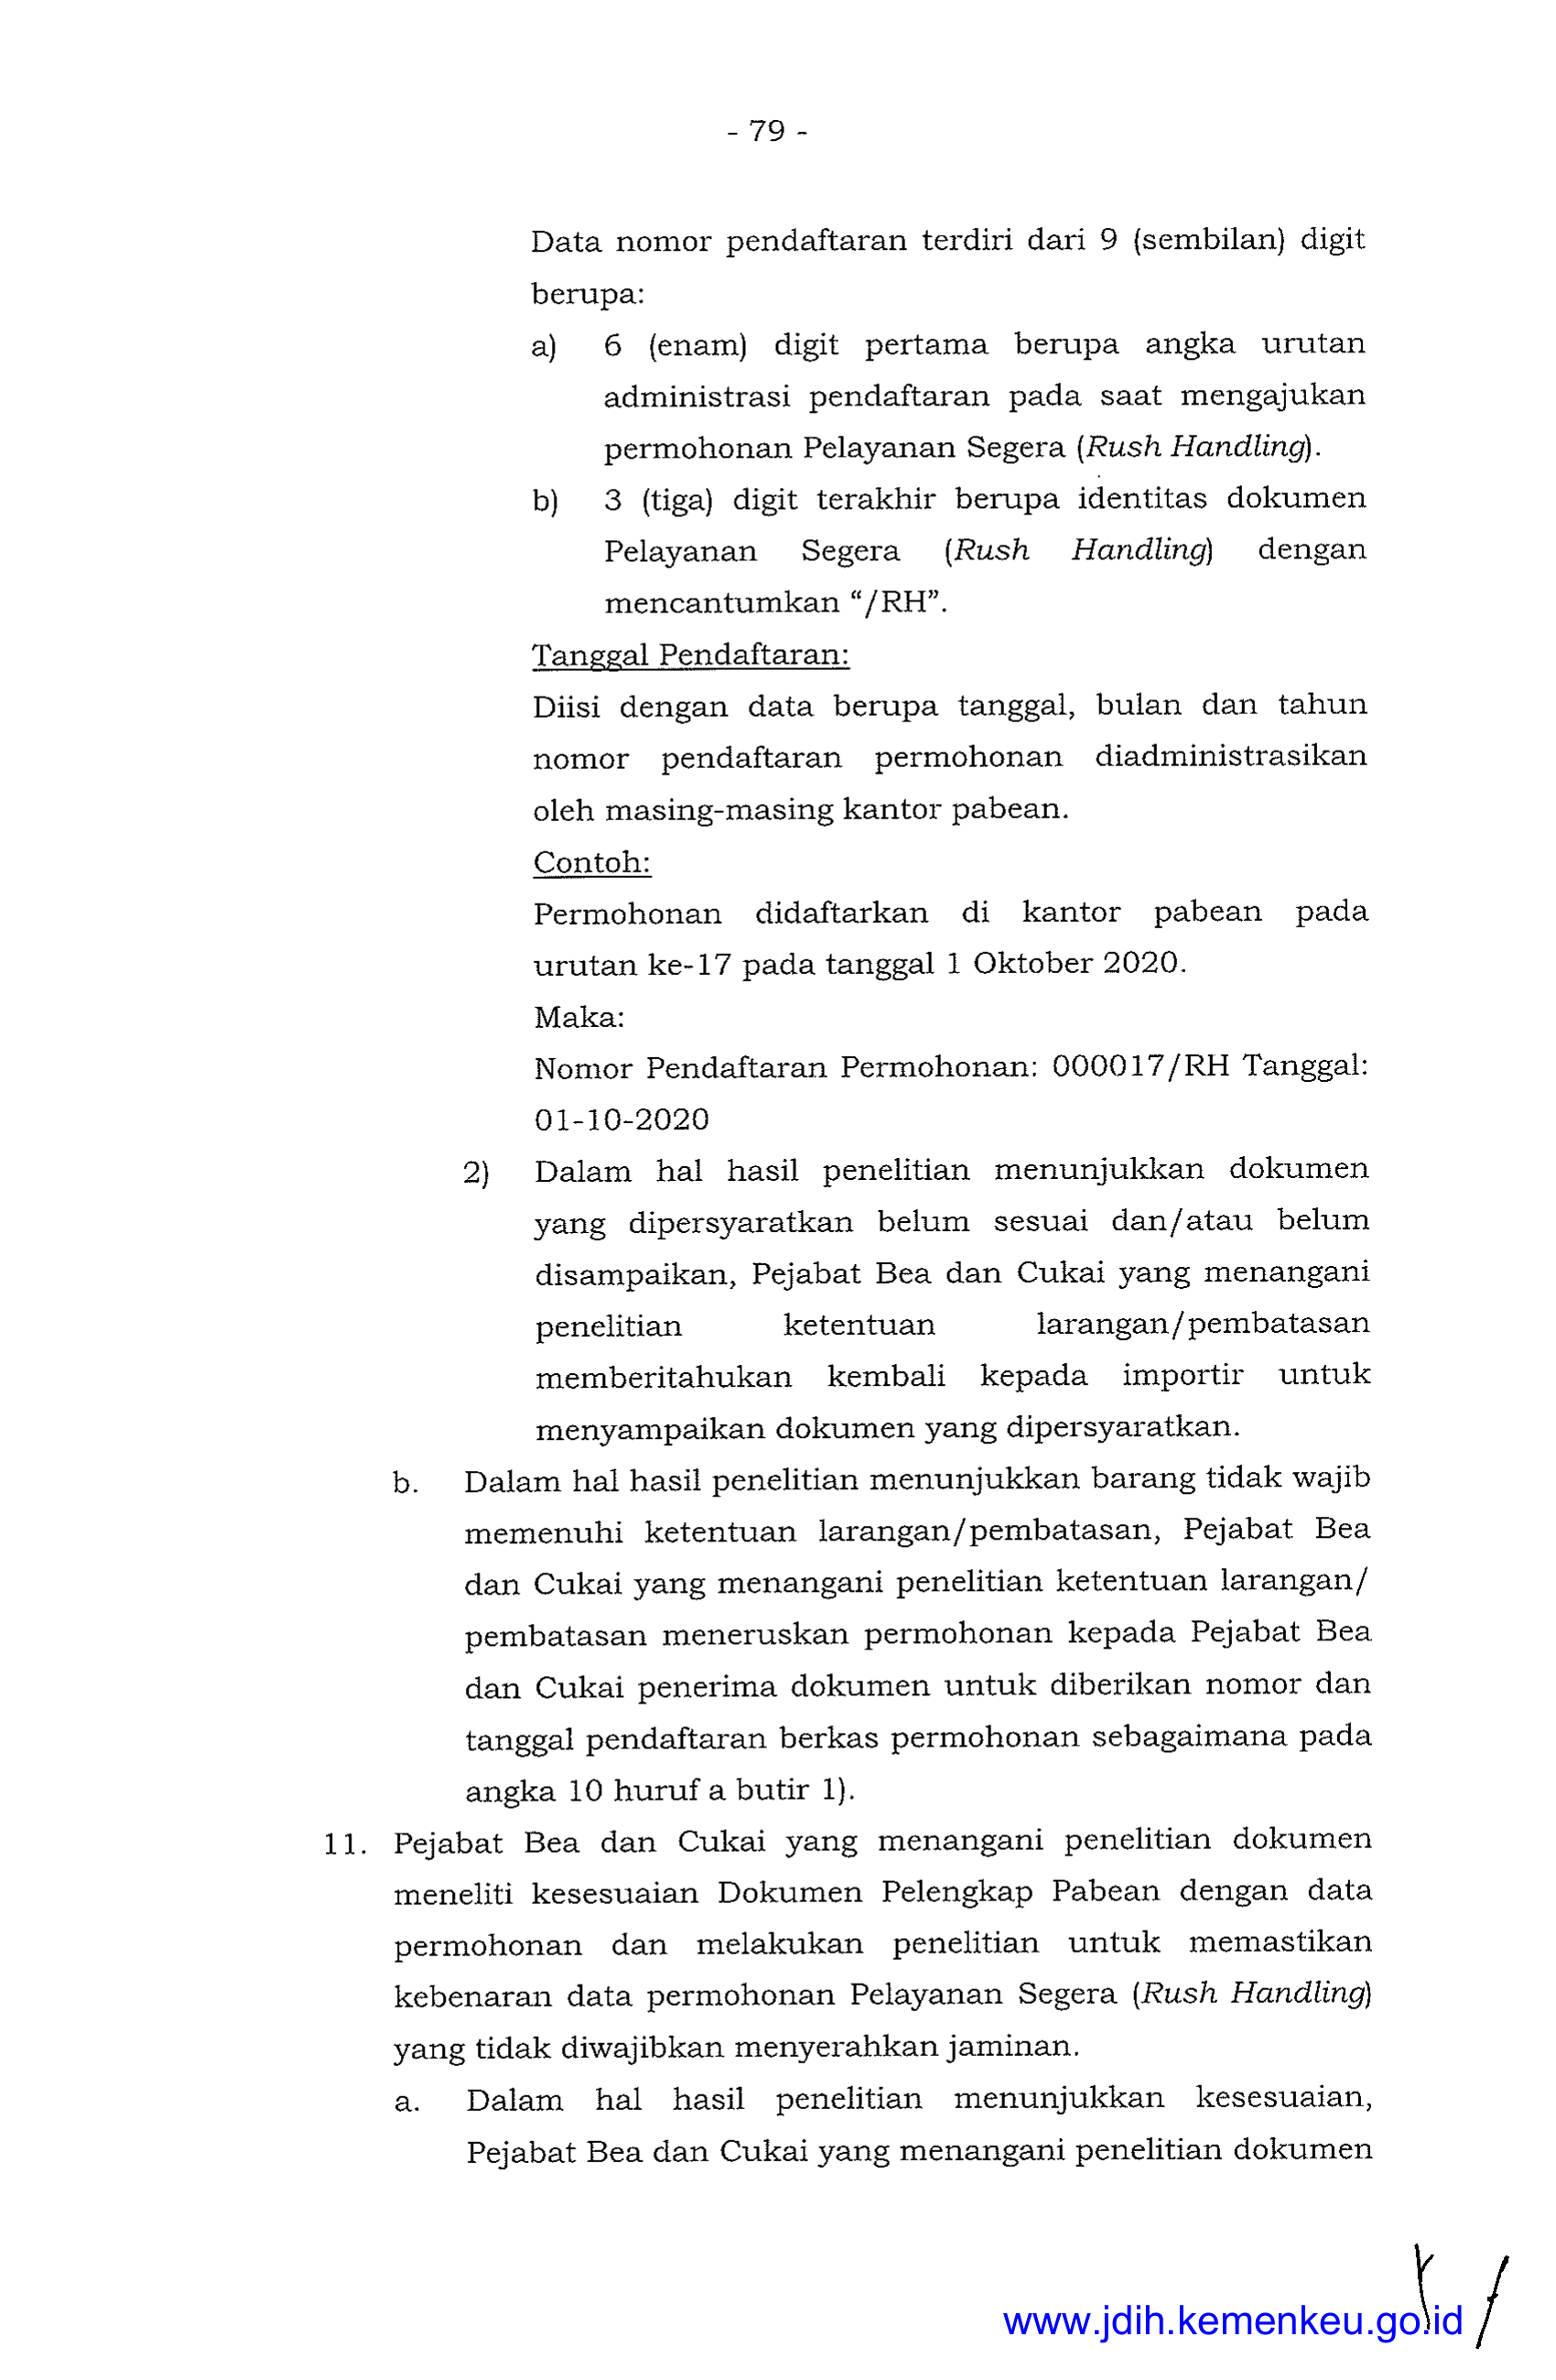 - 79 -
Data nomor pendaftaran terdiri dari 9 (sembilan) digit
berupa:
a) 6 (enam) digit pertama berupa angka urutan
administrasi pendaftaran pada saat mengajukan
permohonan Pelayanan Segera (Rush Handling).
b) 3 (tiga) digit terakhir berupa identitas dokumen
Pelayanan Segera (Rush Handling) dengan
mencantumkan “/RH”.
Tanggal Pendaftaran:
Diisi dengan data berupa tanggal, bulan dan tahun
nomor pendaftaran permohonan diadministrasikan
oleh masing-masing kantor pabean.
Contoh:
Permohonan didaftarkan di kantor pabean pada
urutan ke-17 pada tanggal 1 Oktober 2020.
Maka:
Nomor Pendaftaran Permohonan: 000017/RH Tanggal:
01-10-2020
2) Dalam hal hasil penelitian menunjukkan dokumen
yang dipersyaratkan belum sesuai dan/atau belum
disampaikan, Pejabat Bea dan Cukai yang menangani
penelitian ketentuan larangan/pembatasan
memberitahukan kembali kepada importir untuk
menyampaikan dokumen yang dipersyaratkan.
b. Dalam hal hasil penelitian menunjukkan barang tidak wajib
memenuhi ketentuan larangan/pembatasan, Pejabat Bea
dan Cukai yang menangani penelitian ketentuan larangan/
pembatasan meneruskan permohonan kepada Pejabat Bea
dan Cukai penerima dokumen untuk diberikan nomor dan
tanggal pendaftaran berkas permohonan sebagaimana pada
angka 10 huruf a butir 1).
11. Pejabat Bea dan Cukai yang menangani penelitian dokumen
meneliti kesesuaian Dokumen Pelengkap Pabean dengan data
permohonan dan melakukan penelitian untuk memastikan
kebenaran data permohonan Pelayanan Segera (Rush Handling)
yang tidak diwajibkan menyerahkan jaminan.
a. Dalam hal hasil penelitian menunjukkan kesesuaian,
Pejabat Bea dan Cukai yang menangani penelitian dokumen
www.jdih.kemenkeu.go.id